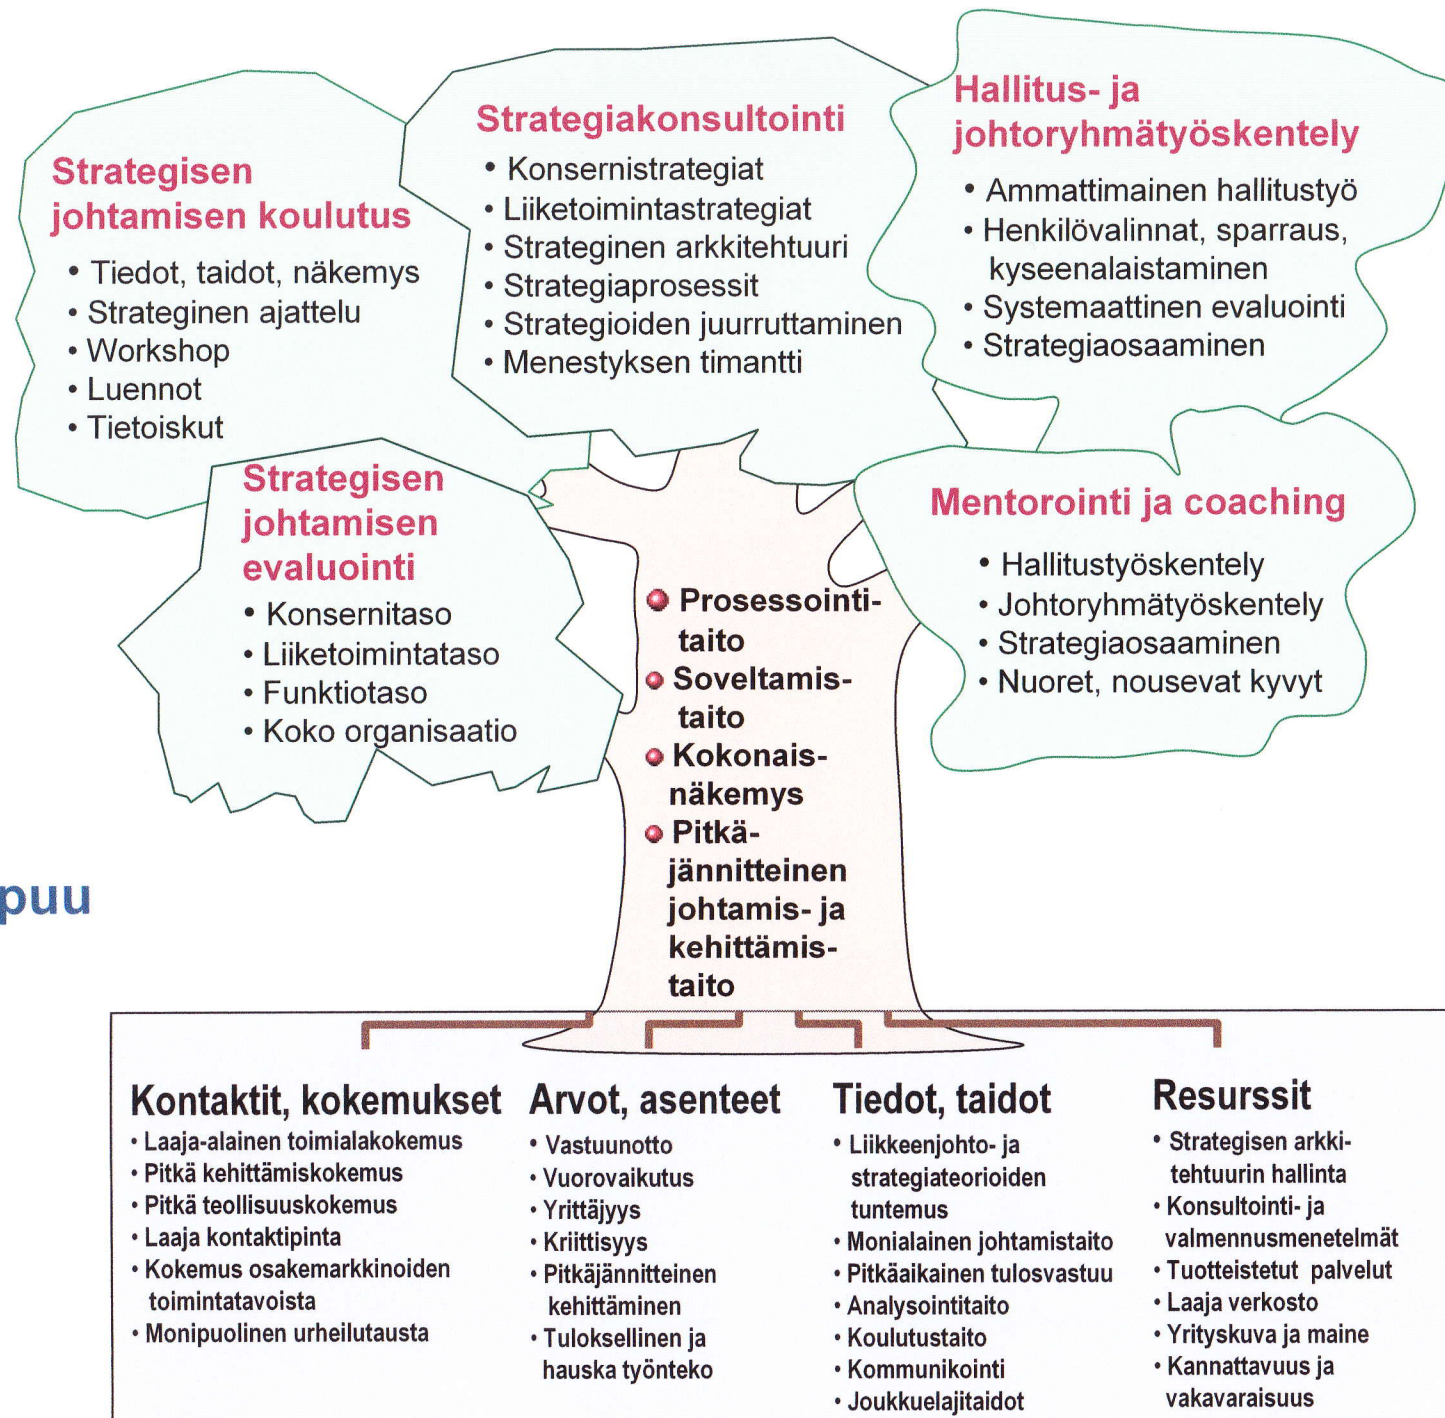 Strategisen
johtamisen koulutus
• Tiedot, taidot, näkemys
• Strateginen ajattelu
• Workshop
• Luennot
• Tietoiskut
Strategiakonsultointi
• Konsernistrategiat
• Liiketoimintastrategiat
• Strateginen arkkitehtuuri
• Strategiaprosessit
• Strategioiden juurruttaminen
• Menestyksen timantti
Hallitus- ja
johtoryhmätyöskentely
• Ammattimainen hallitustyö
• Henkilövalinnat, sparraus,
kyseenalaistaminen
• Systemaattinen evaluointi
• Strategiaosaaminen
Strategisen
johtamisen
evaluointi
• Konsernitaso
• Liiketoimintataso
• Funktiotaso
• Koko organisaatio
Mentorointi ja coaching
• Hallitustyöskentely
• Johtoryhmätyöskentely
• Strategiaosaaminen
• Nuoret, nousevat kyvyt
Prosessointi-
taito
Soveltamis-
taito
Kokonais-
näkemys
Pitkä-
jännitteinen
johtamis- ja
kehittämis-
taito
puu
Kontaktit, kokemukset
• Laaja-alainen toimialakokemus
• Pitkä kehittämiskokemus
• Pitkä teollisuuskokemus
• Laaja kontaktipinta
• Kokemus osakemarkkinoiden
toimintatavoista
• Monipuolinen urheilutausta
Arvot, asenteet
• Vastuunotto
• Vuorovaikutus
• Yrittäjyys
• Kriittisyys
• Pitkäjännitteinen
kehittäminen
• Tuloksellinen ja
hauska työnteko
Tiedot, taidot
• Liikkeenjohto- ja
strategiateorioiden
tuntemus
• Monialainen johtamistaito
• Pitkäaikainen tulosvastuu
• Analysointitaito
• Koulutustaito
• Kommunikointi
• Joukkuelajitaidot
Resurssit
• Strategisen arkki-
tehtuurin hallinta
• Konsultointi- ja
valmennusmenetelmät
• Tuotteistetut palvelut
• Laaja verkosto
• Yrityskuva ja maine
• Kannattavuus ja
vakavaraisuus